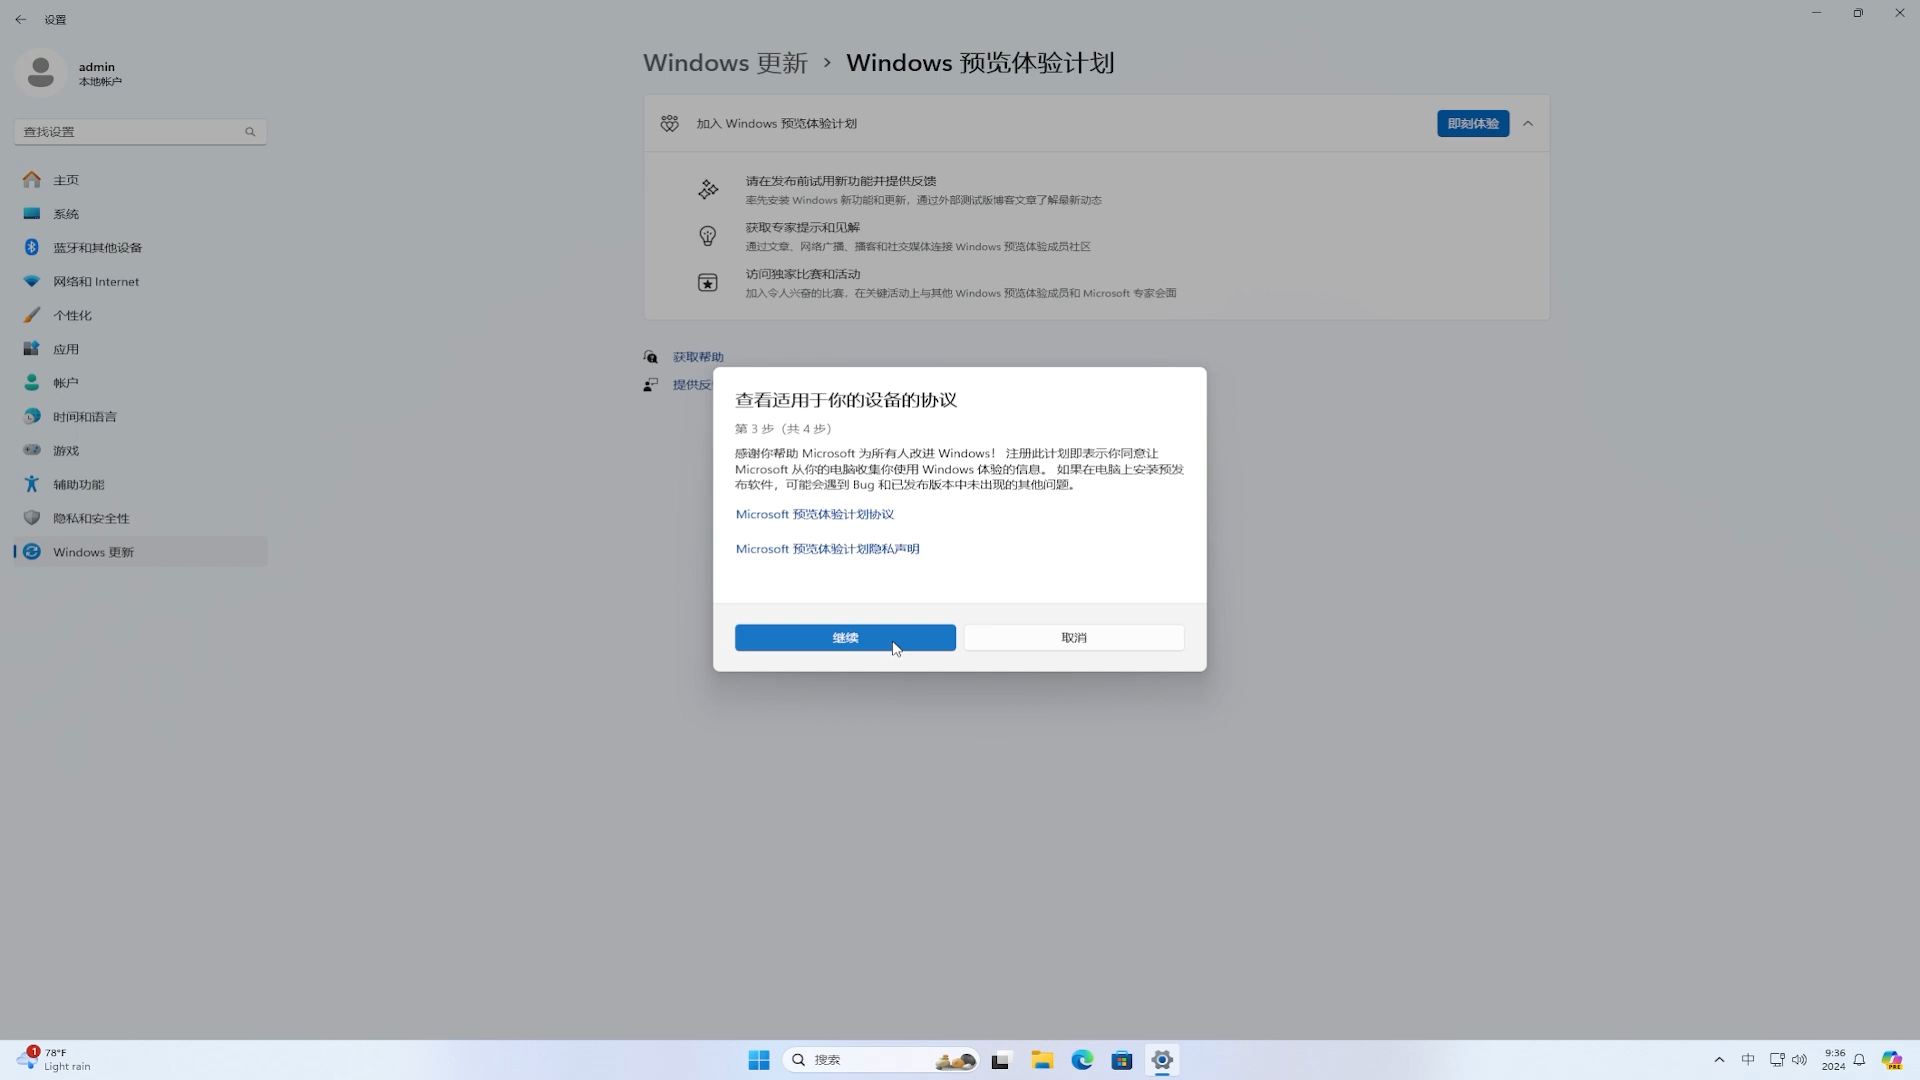 设置
admin
本地帐户
查找设置
主页
系统
蓝牙和其他设备
网络和 Internet
个性化
应用
帐户
时间和语言
游戏
辅助功能
隐私和安全性
Windows 更新
Windows 更新 › Windows 预览体验计划
加入 Windows 预览体验计划
即刻体验
请在发布前试用新功能并提供反馈
率先安装 Windows 新功能和更新，通过外部测试版博客文章了解最新动态
获取专家提示和见解
通过文章、网络广播、播客和社交媒体连接 Windows 预览体验成员社区
访问独家比赛和活动
加入令人兴奋的比赛，在关键活动上与其他 Windows 预览体验成员和 Microsoft 专家会面
获取帮助
提供反
查看适用于你的设备的协议
第 3 步（共 4 步）
感谢你帮助 Microsoft 为所有人改进 Windows！ 注册此计划即表示你同意让
Microsoft 从你的电脑收集你使用 Windows 体验的信息。 如果在电脑上安装预发
布软件，可能会遇到 Bug 和已发布版本中未出现的其他问题。
Microsoft 预览体验计划协议
Microsoft 预览体验计划隐私声明
继续
取消
1
78°F
Light rain
搜索
中
9:36
2024
PRE